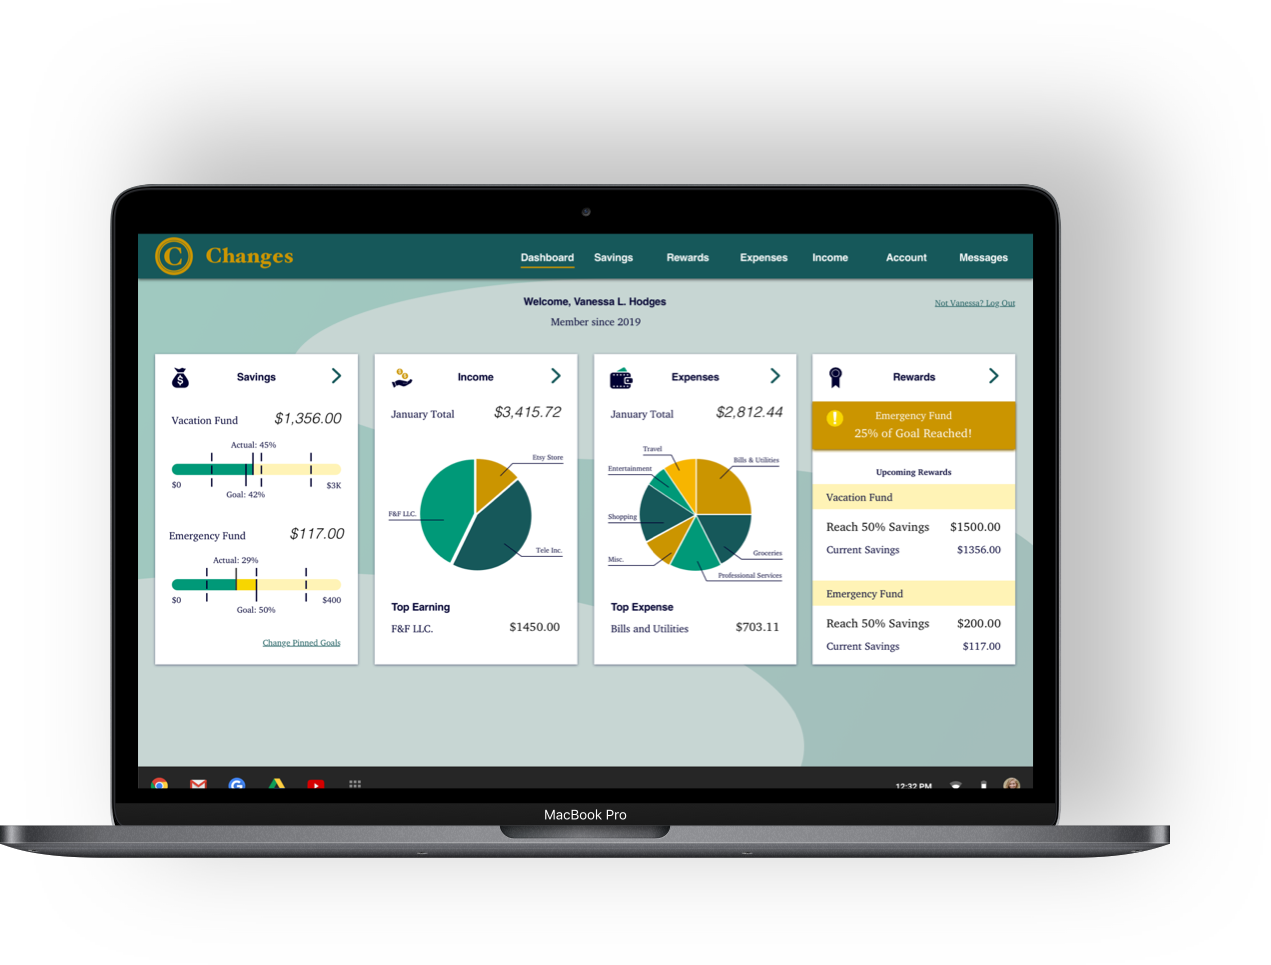 C Changes
Dashboard Savings Rewards Expenses Income Account Messages
Welcome, Vanessa L. Hodges
Member since 2019
Not Vanessa? Log Out
Savings
Vacation Fund $1,356.00
Actual: 45%
$0 $3K
Goal: 42%
Emergency Fund $117.00
Actual: 29%
$0 $400
Goal: 50%
Change Pinned Goals
Income
January Total $3,415.72
Etsy Store
F&F LLC.
Tele Inc.
Top Earning
F&F LLC. $1450.00
Expenses
January Total $2,812.44
Travel
Bills & Utilities
Entertainment
Shopping
Groceries
Misc.
Professional Services
Top Expense
Bills and Utilities $703.11
Rewards
Emergency Fund
25% of Goal Reached!
Upcoming Rewards
Vacation Fund
Reach 50% Savings $1500.00
Current Savings $1356.00
Emergency Fund
Reach 50% Savings $200.00
Current Savings $117.00
12:32 PM
MacBook Pro